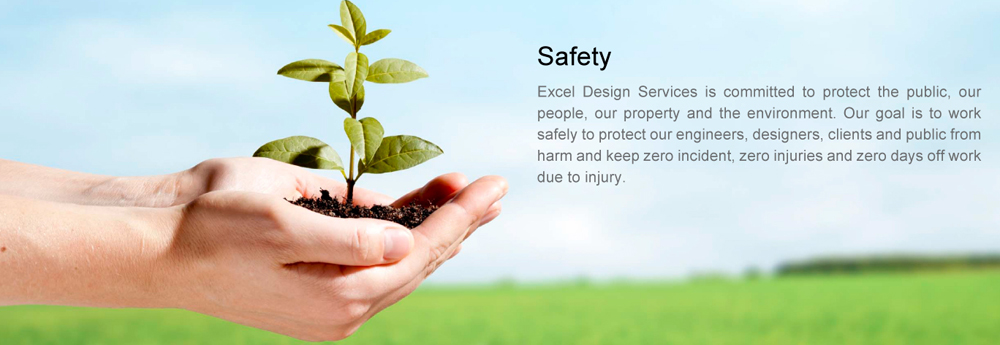 Safety
Excel Design Services is committed to protect the public, our
people, our property and the environment. Our goal is to work
safely to protect our engineers, designers, clients and public from
harm and keep zero incident, zero injuries and zero days off work
due to injury.